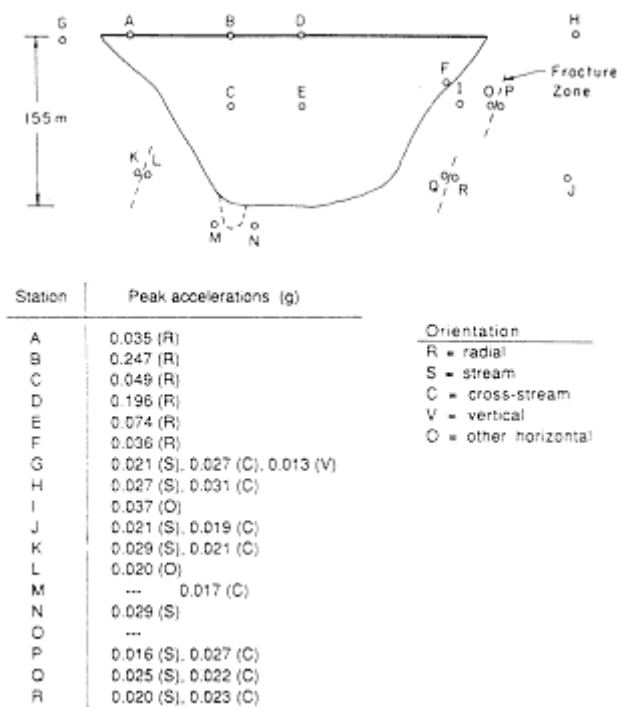 G A B D H
F
Fracture
Zone
C E I O P
155 m
K L
Q R J
M N
Station Peak accelerations (g)
A 0.035 (R)
B 0.247 (R)
C 0.049 (R)
D 0.196 (R)
E 0.074 (R)
F 0.036 (R)
G 0.021 (S), 0.027 (C), 0.013 (V)
H 0.027 (S), 0.031 (C)
I 0.037 (O)
J 0.021 (S), 0.019 (C)
K 0.029 (S), 0.021 (C)
L 0.020 (O)
M --- 0.017 (C)
N 0.029 (S)
O ---
P 0.016 (S), 0.027 (C)
Q 0.025 (S), 0.022 (C)
R 0.020 (S), 0.023 (C)
Orientation
R = radial
S = stream
C = cross-stream
V = vertical
O = other horizontal